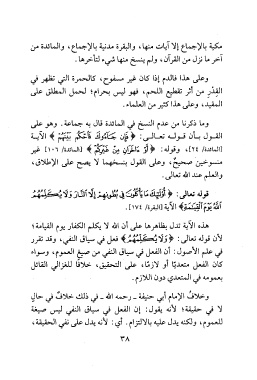 مكية بالإجماع إلا آيات منها، والبقرة مدنية بالإجماع، والمائدة من
آخر ما نزل من القرآن، ولم ينسخ منها شيء لتأخرها.
وعلى هذا فالدم إذا كان غير مسفوح، كالحمرة التي تظهر في
القِدْرِ من أثر تقطيع اللحم، فهو ليس بحرام؛ لحمل المطلق على
المقيد، وعلى هذا كثير من العلماء.
وما ذكرنا من عدم النسخ في المائدة قال به جماعة. وهو على
القول بأن قوله تعالى: ﴿فَإِن جَآءُوكَ فَٱحْكُم بَيْنَهُمْ﴾ الآية
[المائدة/ ٤٢]، وقوله: ﴿أَوْ ءَاخَرَانِ مِنْ غَيْرِكُمْ﴾ [المائدة/١٠٦] غير
منسوخين صحيحٌ، وعلى القول بنسخهما لا يصح على الإطلاق،
والعلم عند الله تعالى.
قوله تعالى: ﴿أُوْلَٰٓئِكَ مَا يَأْكُلُونَ فِى بُطُونِهِمْ إِلَّا ٱلنَّارَ وَلَا يُكَلِّمُهُمُ
ٱللَّهُ يَوْمَ ٱلْقِيَٰمَةِ﴾ الآية [البقرة/ ١٧٤].
هذه الآية تدل بظاهرها على أن الله لا يكلم الكفار يوم القيامة؛
لأن قوله تعالى: ﴿وَلَا يُكَلِّمُهُمُ﴾ فعل في سياق النفي، وقد تقرر
في علم الأصول: أن الفعل في سياق النفي من صيغ العموم، وسواء
كان الفعل متعديًا أو لازمًا، على التحقيق، خلافًا للغزالي القائل
بعمومه في المتعدي دون اللازم.
وخلافُ الإمام أبي حنيفة ـ رحمه الله ـ في ذلك خلافٌ في حالٍ
لا في حقيقة؛ لأنه يقول: إن الفعل في سياق النفي ليس صيغة
للعموم، ولكنه يدل عليه بالالتزام. أي: لأنه يدل على نفي الحقيقة،
٣٨